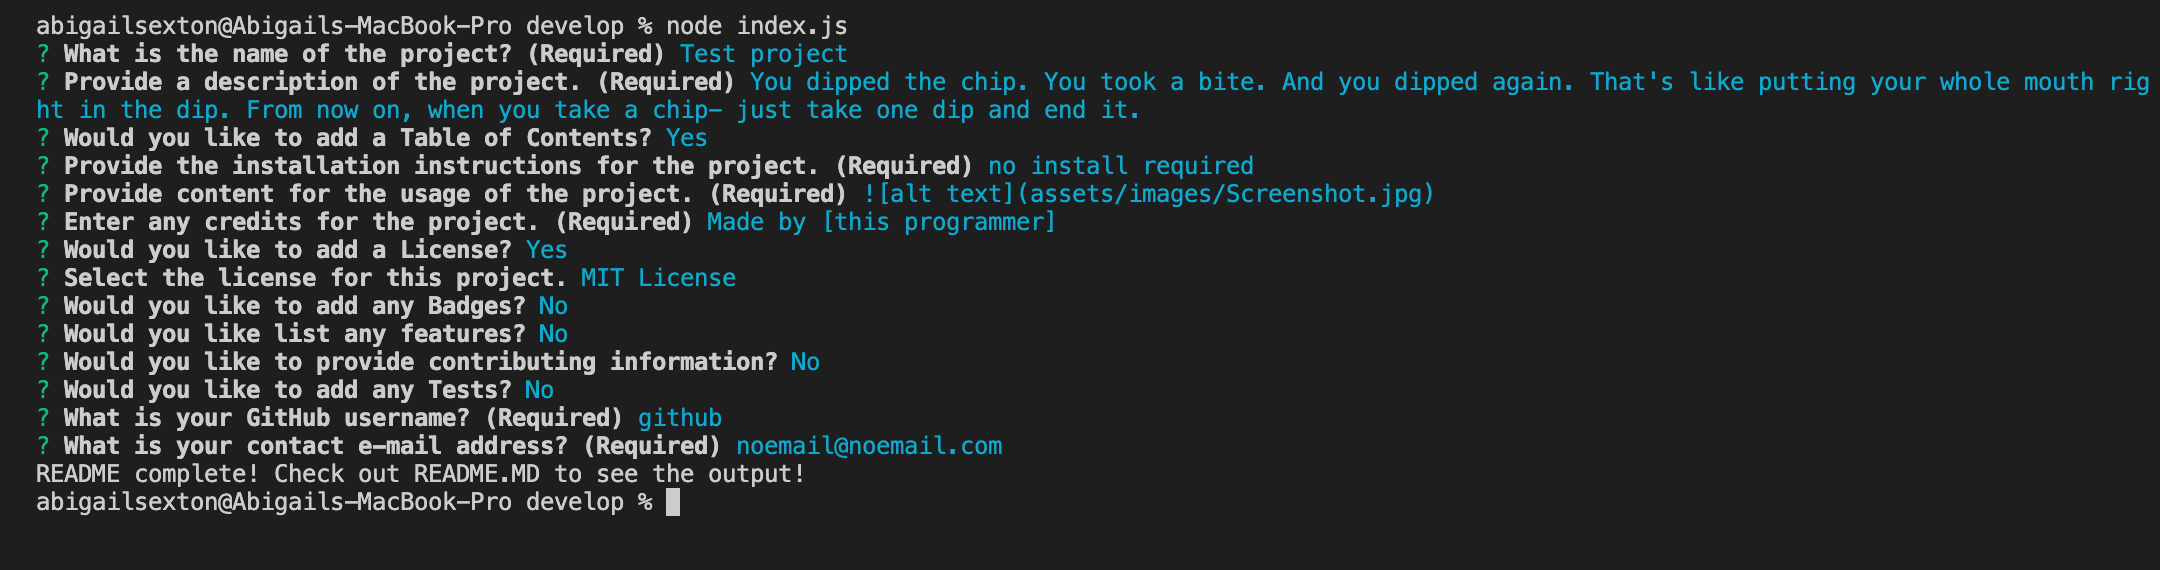 abigailsexton@Abigails-MacBook-Pro develop % node index.js
? What is the name of the project? (Required) Test project
? Provide a description of the project. (Required) You dipped the chip. You took a bite. And you dipped again. That's like putting your whole mouth rig
ht in the dip. From now on, when you take a chip- just take one dip and end it.
? Would you like to add a Table of Contents? Yes
? Provide the installation instructions for the project. (Required) no install required
? Provide content for the usage of the project. (Required) ![alt text](assets/images/Screenshot.jpg)
? Enter any credits for the project. (Required) Made by [this programmer]
? Would you like to add a License? Yes
? Select the license for this project. MIT License
? Would you like to add any Badges? No
? Would you like list any features? No
? Would you like to provide contributing information? No
? Would you like to add any Tests? No
? What is your GitHub username? (Required) github
? What is your contact e-mail address? (Required) noemail@noemail.com
README complete! Check out README.MD to see the output!
abigailsexton@Abigails-MacBook-Pro develop %